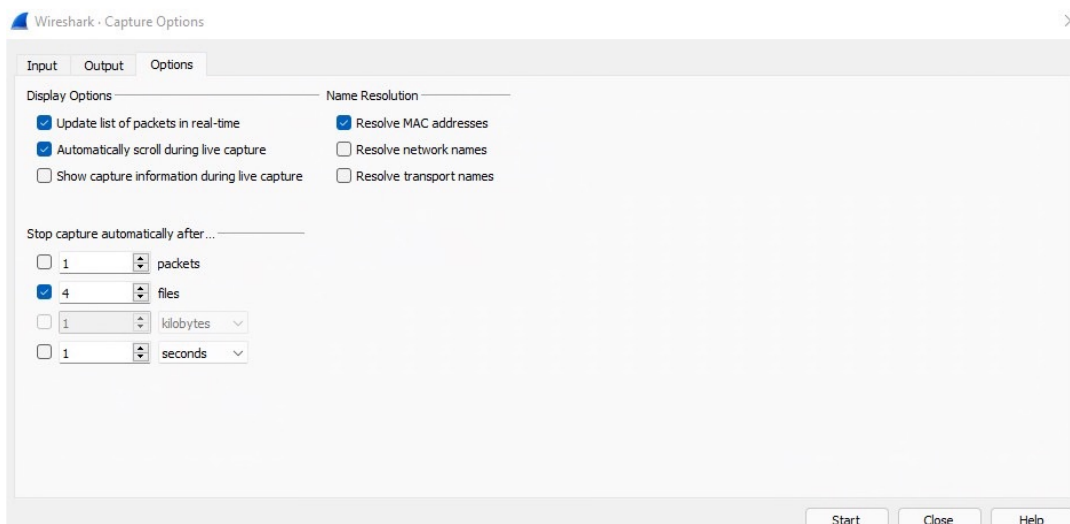 Wireshark · Capture Options
Input Output Options
Display Options Name Resolution
Update list of packets in real-time Resolve MAC addresses
Automatically scroll during live capture Resolve network names
Show capture information during live capture Resolve transport names
Stop capture automatically after...
1 packets
4 files
1 kilobytes
1 seconds
Start Close Help